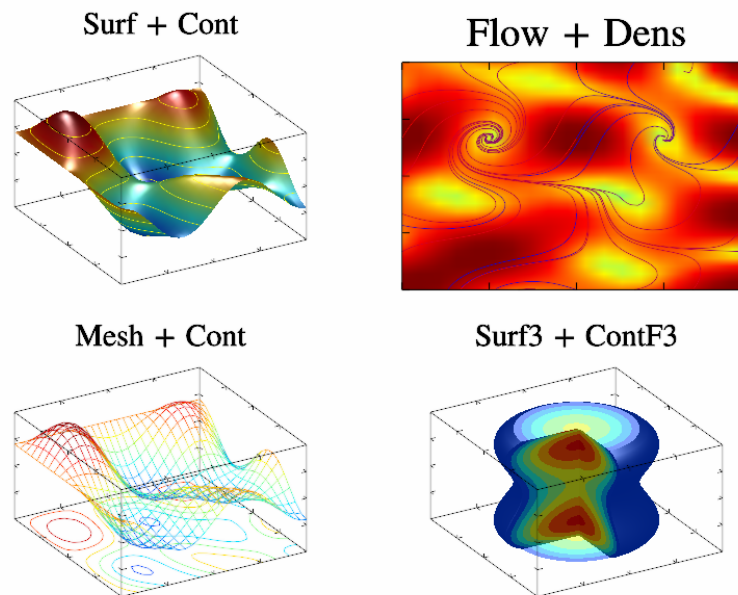 Surf + Cont
Flow + Dens
Mesh + Cont
Surf3 + ContF3